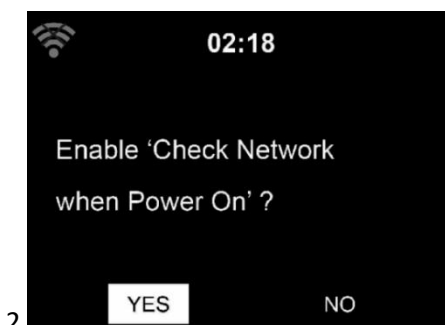 02:18
Enable ‘Check Network
when Power On’ ?
YES NO
2